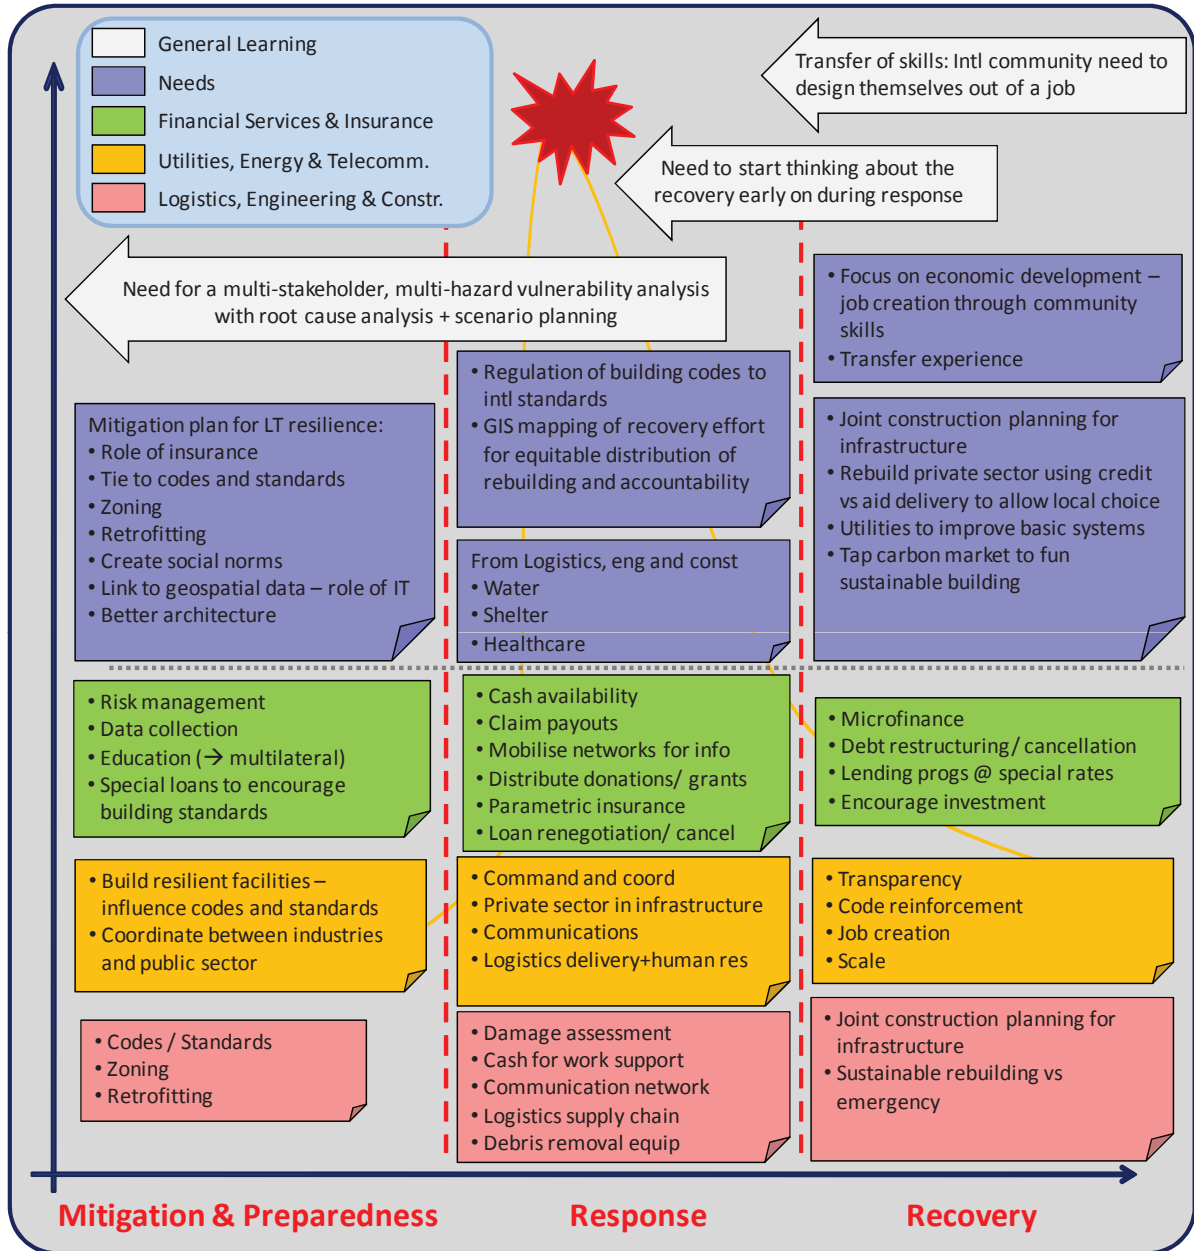 General Learning
Needs
Financial Services & Insurance
Utilities, Energy & Telecomm.
Logistics, Engineering & Constr.
Transfer of skills: Intl community need to
design themselves out of a job
Need to start thinking about the
recovery early on during response
Need for a multi-stakeholder, multi-hazard vulnerability analysis
with root cause analysis + scenario planning
Mitigation plan for LT resilience:
• Role of insurance
• Tie to codes and standards
• Zoning
• Retrofitting
• Create social norms
• Link to geospatial data – role of IT
• Better architecture
• Regulation of building codes to
intl standards
• GIS mapping of recovery effort
for equitable distribution of
rebuilding and accountability
From Logistics, eng and const
• Water
• Shelter
• Healthcare
• Focus on economic development –
job creation through community
skills
• Transfer experience
• Joint construction planning for
infrastructure
• Rebuild private sector using credit
vs aid delivery to allow local choice
• Utilities to improve basic systems
• Tap carbon market to fun
sustainable building
• Risk management
• Data collection
• Education (→ multilateral)
• Special loans to encourage
building standards
• Cash availability
• Claim payouts
• Mobilise networks for info
• Distribute donations/ grants
• Parametric insurance
• Loan renegotiation/ cancel
• Microfinance
• Debt restructuring/ cancellation
• Lending progs @ special rates
• Encourage investment
• Build resilient facilities –
influence codes and standards
• Coordinate between industries
and public sector
• Command and coord
• Private sector in infrastructure
• Communications
• Logistics delivery+human res
• Transparency
• Code reinforcement
• Job creation
• Scale
• Codes / Standards
• Zoning
• Retrofitting
• Damage assessment
• Cash for work support
• Communication network
• Logistics supply chain
• Debris removal equip
• Joint construction planning for
infrastructure
• Sustainable rebuilding vs
emergency
Mitigation & Preparedness
Response
Recovery